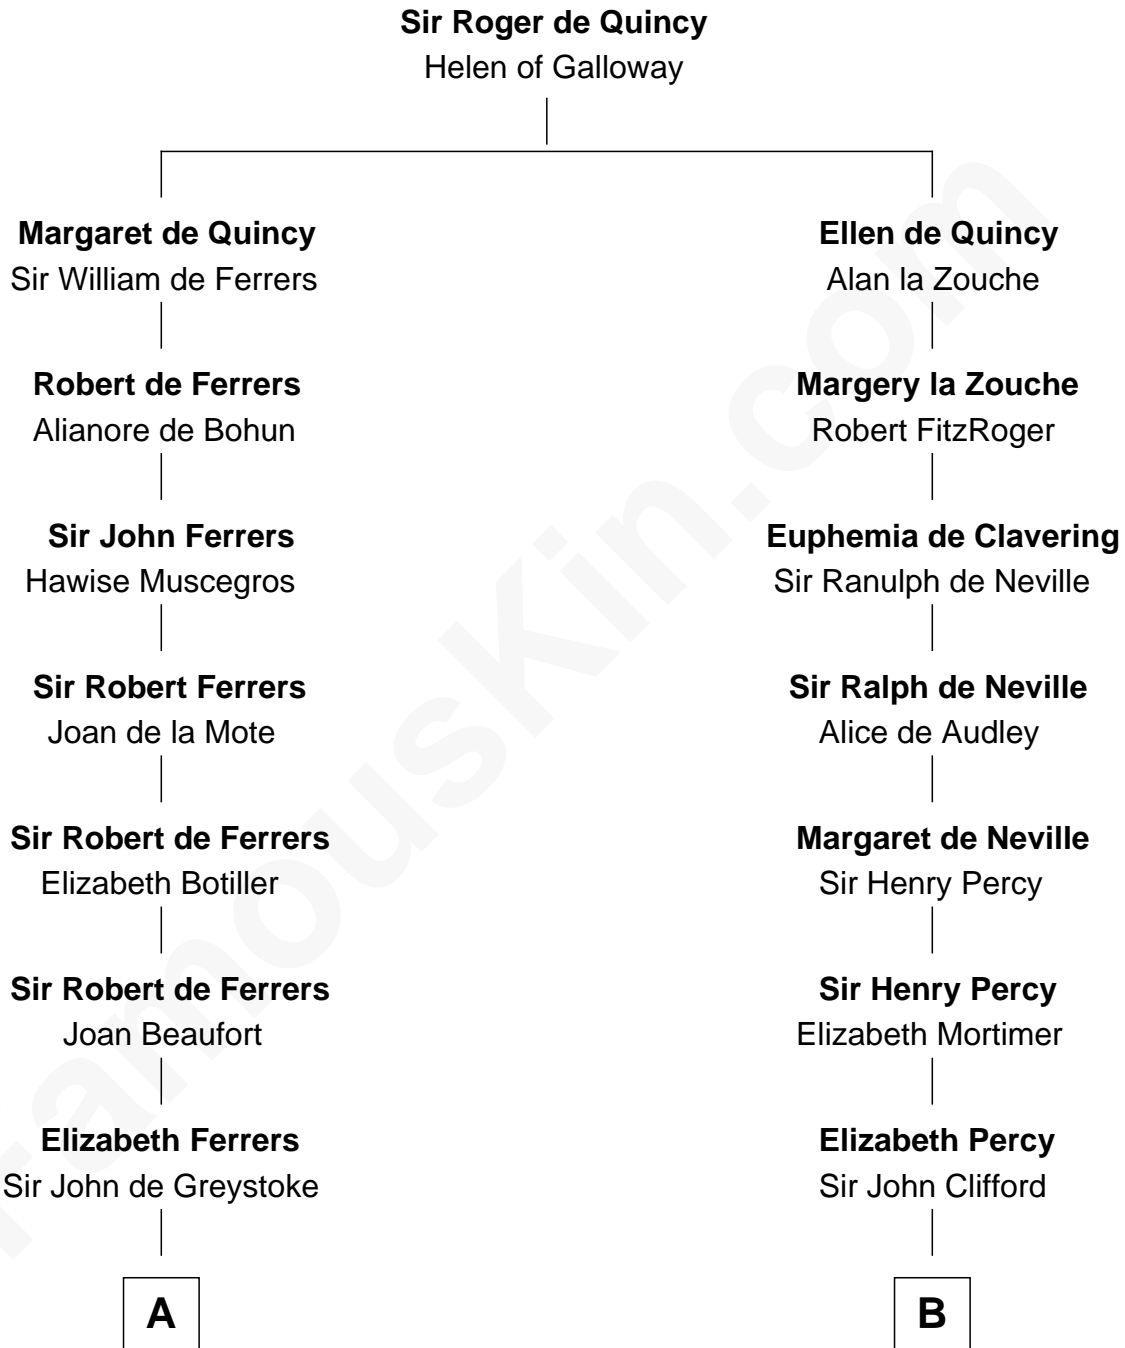 Sir Roger de Quincy
Helen of Galloway
Margaret de Quincy
Sir William de Ferrers
Ellen de Quincy
Alan la Zouche
Robert de Ferrers
Alianore de Bohun
Margery la Zouche
Robert FitzRoger
Sir John Ferrers
Hawise Muscegros
Euphemia de Clavering
Sir Ranulph de Neville
Sir Robert Ferrers
Joan de la Mote
Sir Ralph de Neville
Alice de Audley
Sir Robert de Ferrers
Elizabeth Botiller
Margaret de Neville
Sir Henry Percy
Sir Robert de Ferrers
Joan Beaufort
Sir Henry Percy
Elizabeth Mortimer
Elizabeth Ferrers
Sir John de Greystoke
Elizabeth Percy
Sir John Clifford
A
B
FamousKin.com